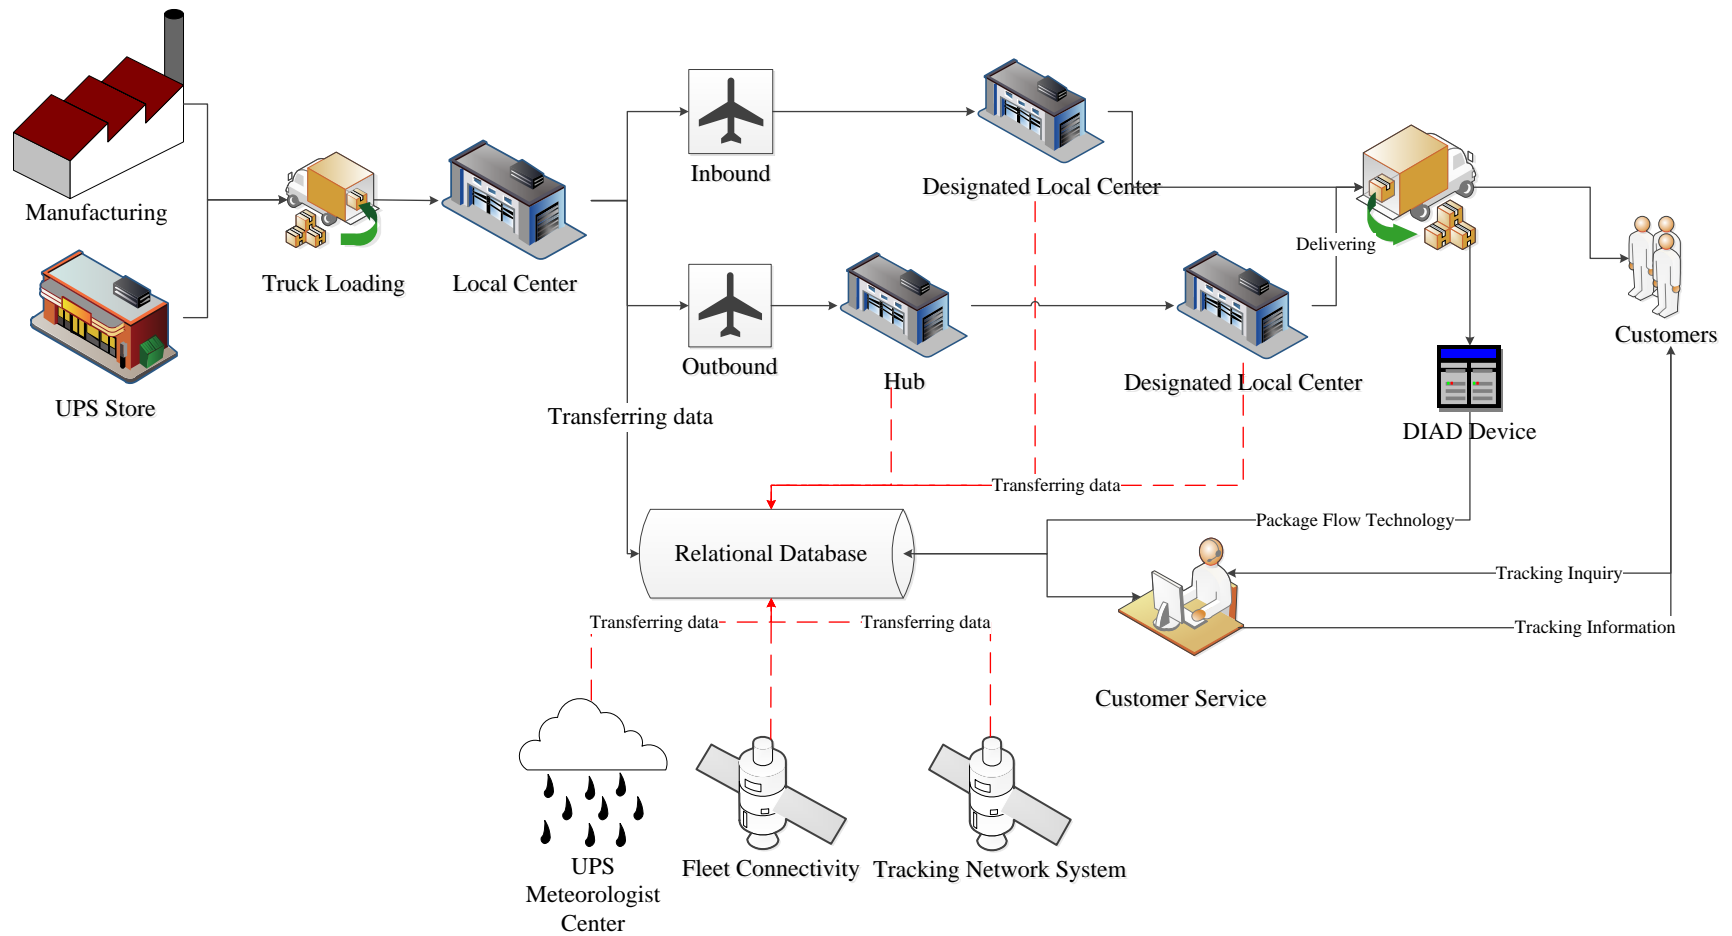 Manufacturing
UPS Store
Truck Loading
Local Center
Inbound
Outbound
Designated Local Center
Hub
Designated Local Center
Delivering
Customers
DIAD Device
Transferring data
Transferring data
Package Flow Technology
Relational Database
Tracking Inquiry
Tracking Information
Customer Service
Transferring data
Transferring data
UPS
Meteorologist
Center
Fleet Connectivity
Tracking Network System